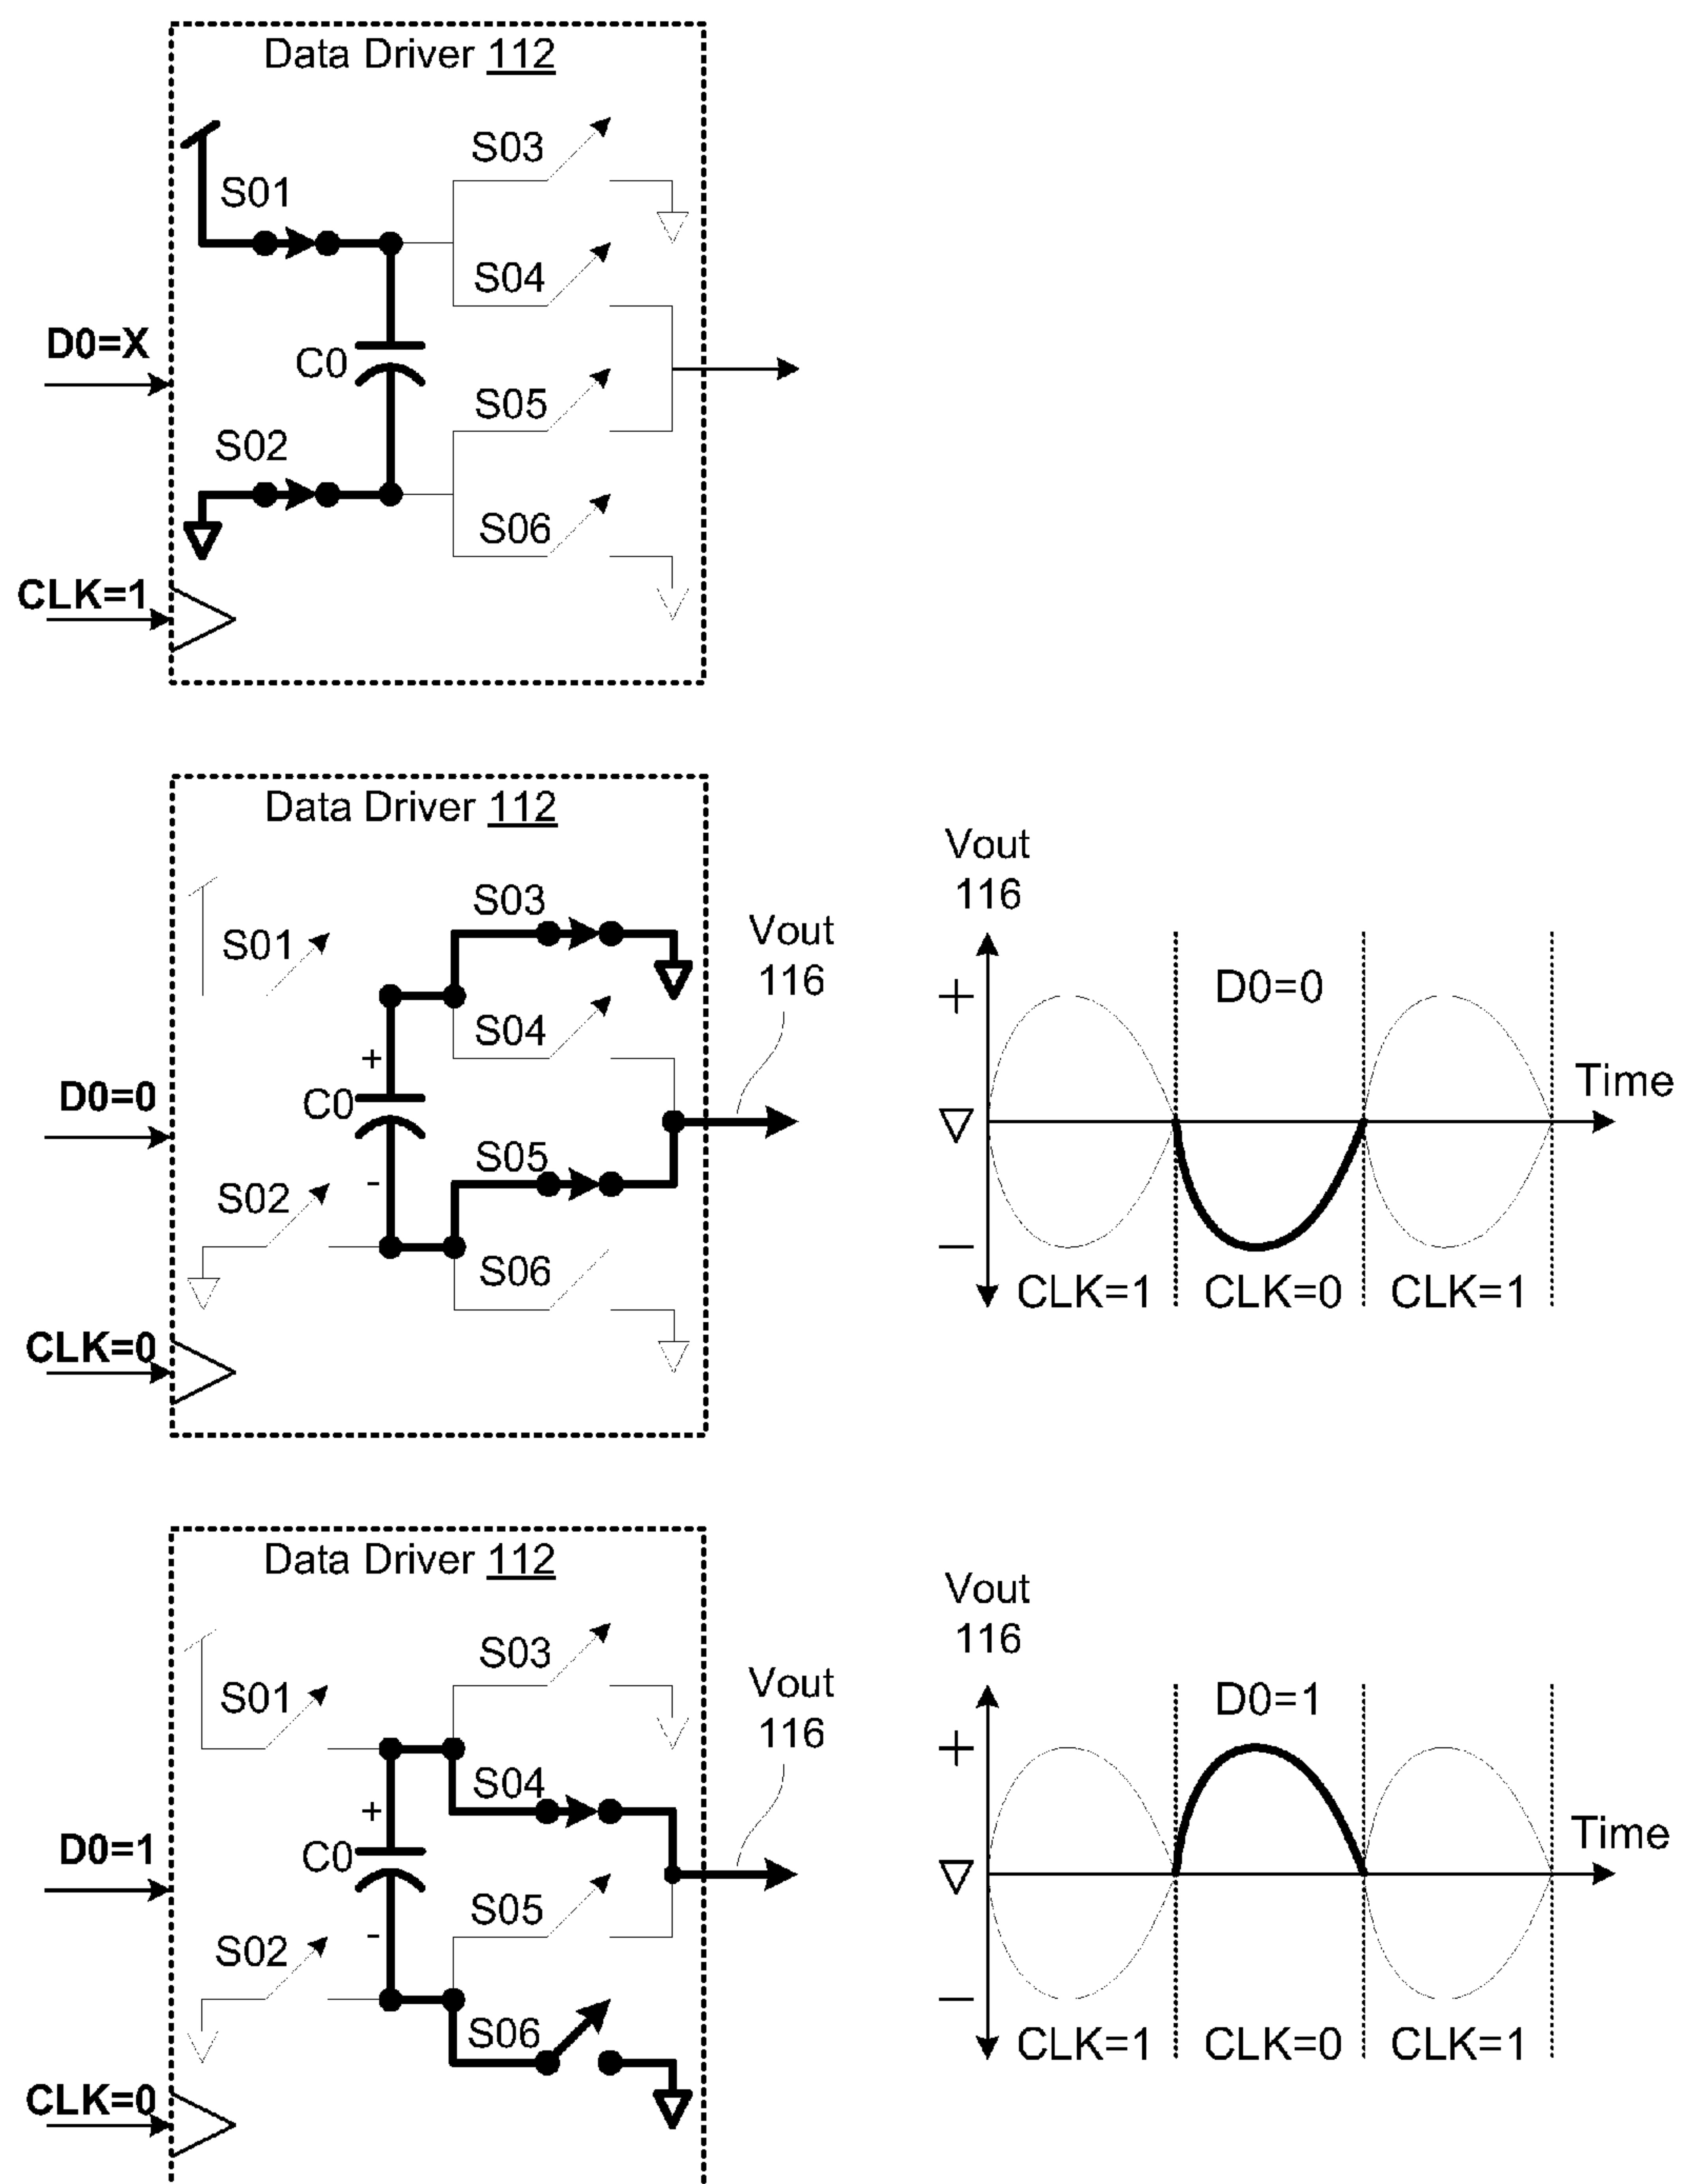 Data Driver 112
S03
S01
S04
D0=X
C0
S05
S02
S06
CLK=1
Data Driver 112
Vout
116
S03
Vout
116
S01
D0=0
+
S04
+
Time
D0=0
C0
S05
-
S02
S06
−
CLK=1 CLK=0 CLK=1
CLK=0
Data Driver 112
Vout
116
S03
Vout
116
S01
D0=1
+
S04
+
Time
D0=1
C0
S05
-
S02
−
S06
CLK=1 CLK=0 CLK=1
CLK=0